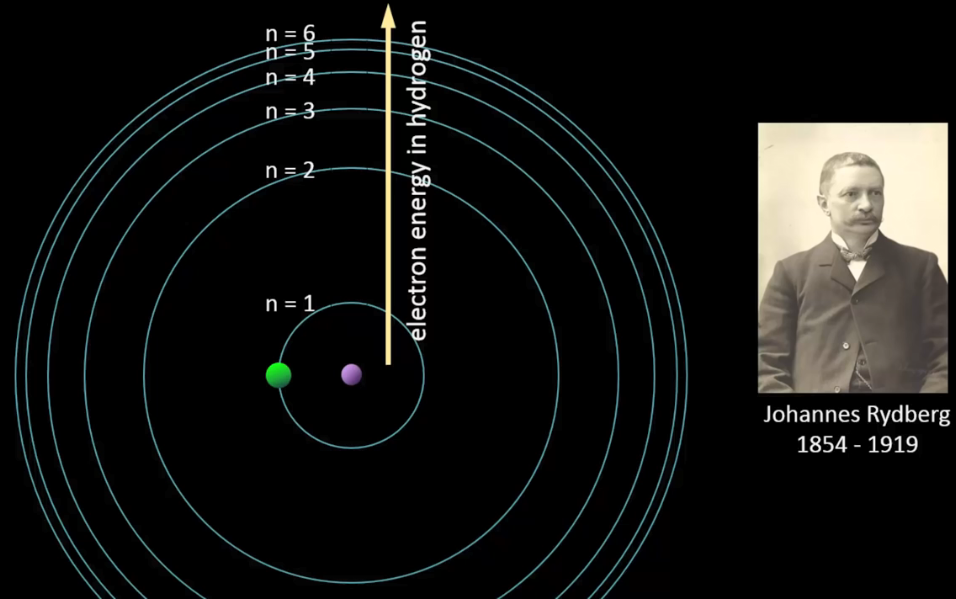 n = 6
n = 5
n = 4
n = 3
n = 2
n = 1
electron energy in hydrogen
Johannes Rydberg
1854 - 1919